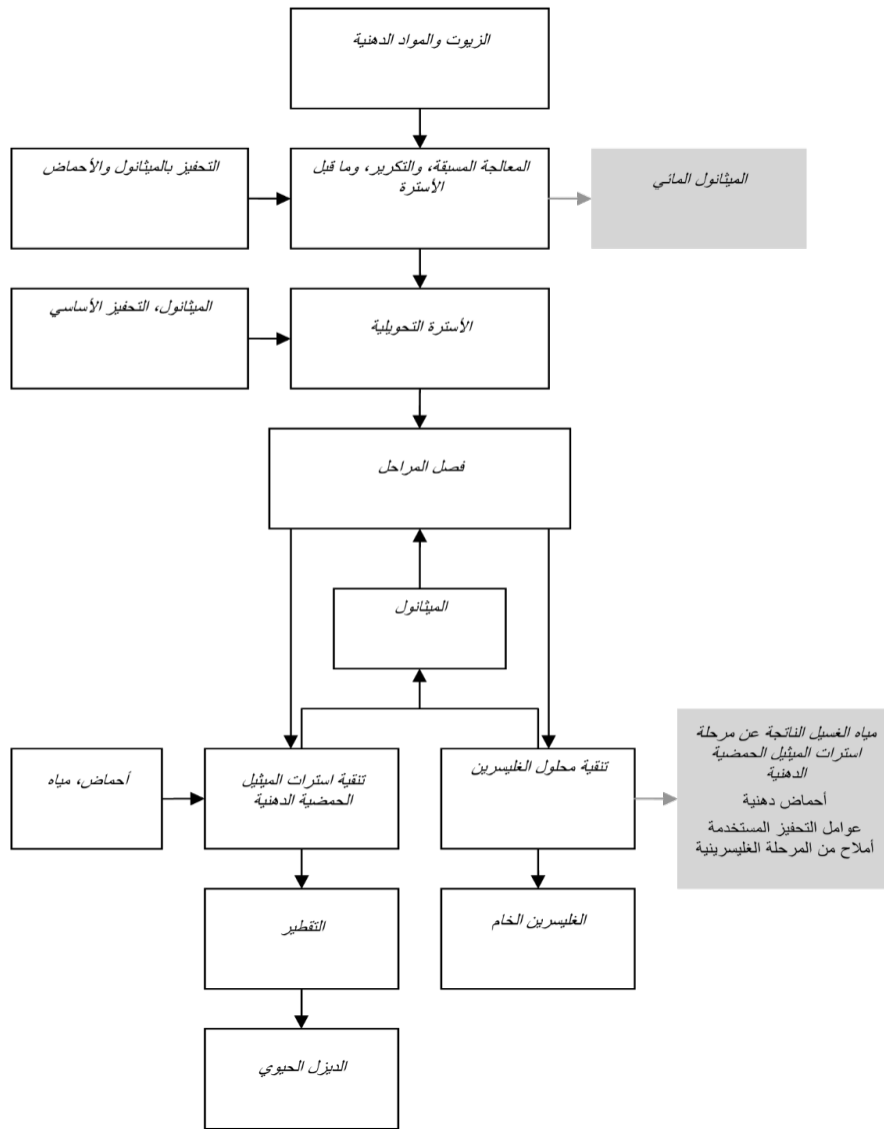 الزيوت والمواد الدهنية
التحفيز بالميثانول والأحماض
المعالجة المسبقة، والتكرير، وما قبل
الأسترة
الميثانول المائي
الميثانول، التحفيز الأساسي
الأسترة التحويلية
فصل المراحل
الميثانول
أحماض، مياه
تنقية استرات الميثيل
الحمضية الدهنية
تنقية محلول الغليسرين
مياه الغسيل الناتجة عن مرحلة
استرات الميثيل الحمضية
الدهنية
أحماض دهنية
عوامل التحفيز المستخدمة
أملاح من المرحلة الغليسرينية
التقطير
الغليسرين الخام
الديزل الحيوي